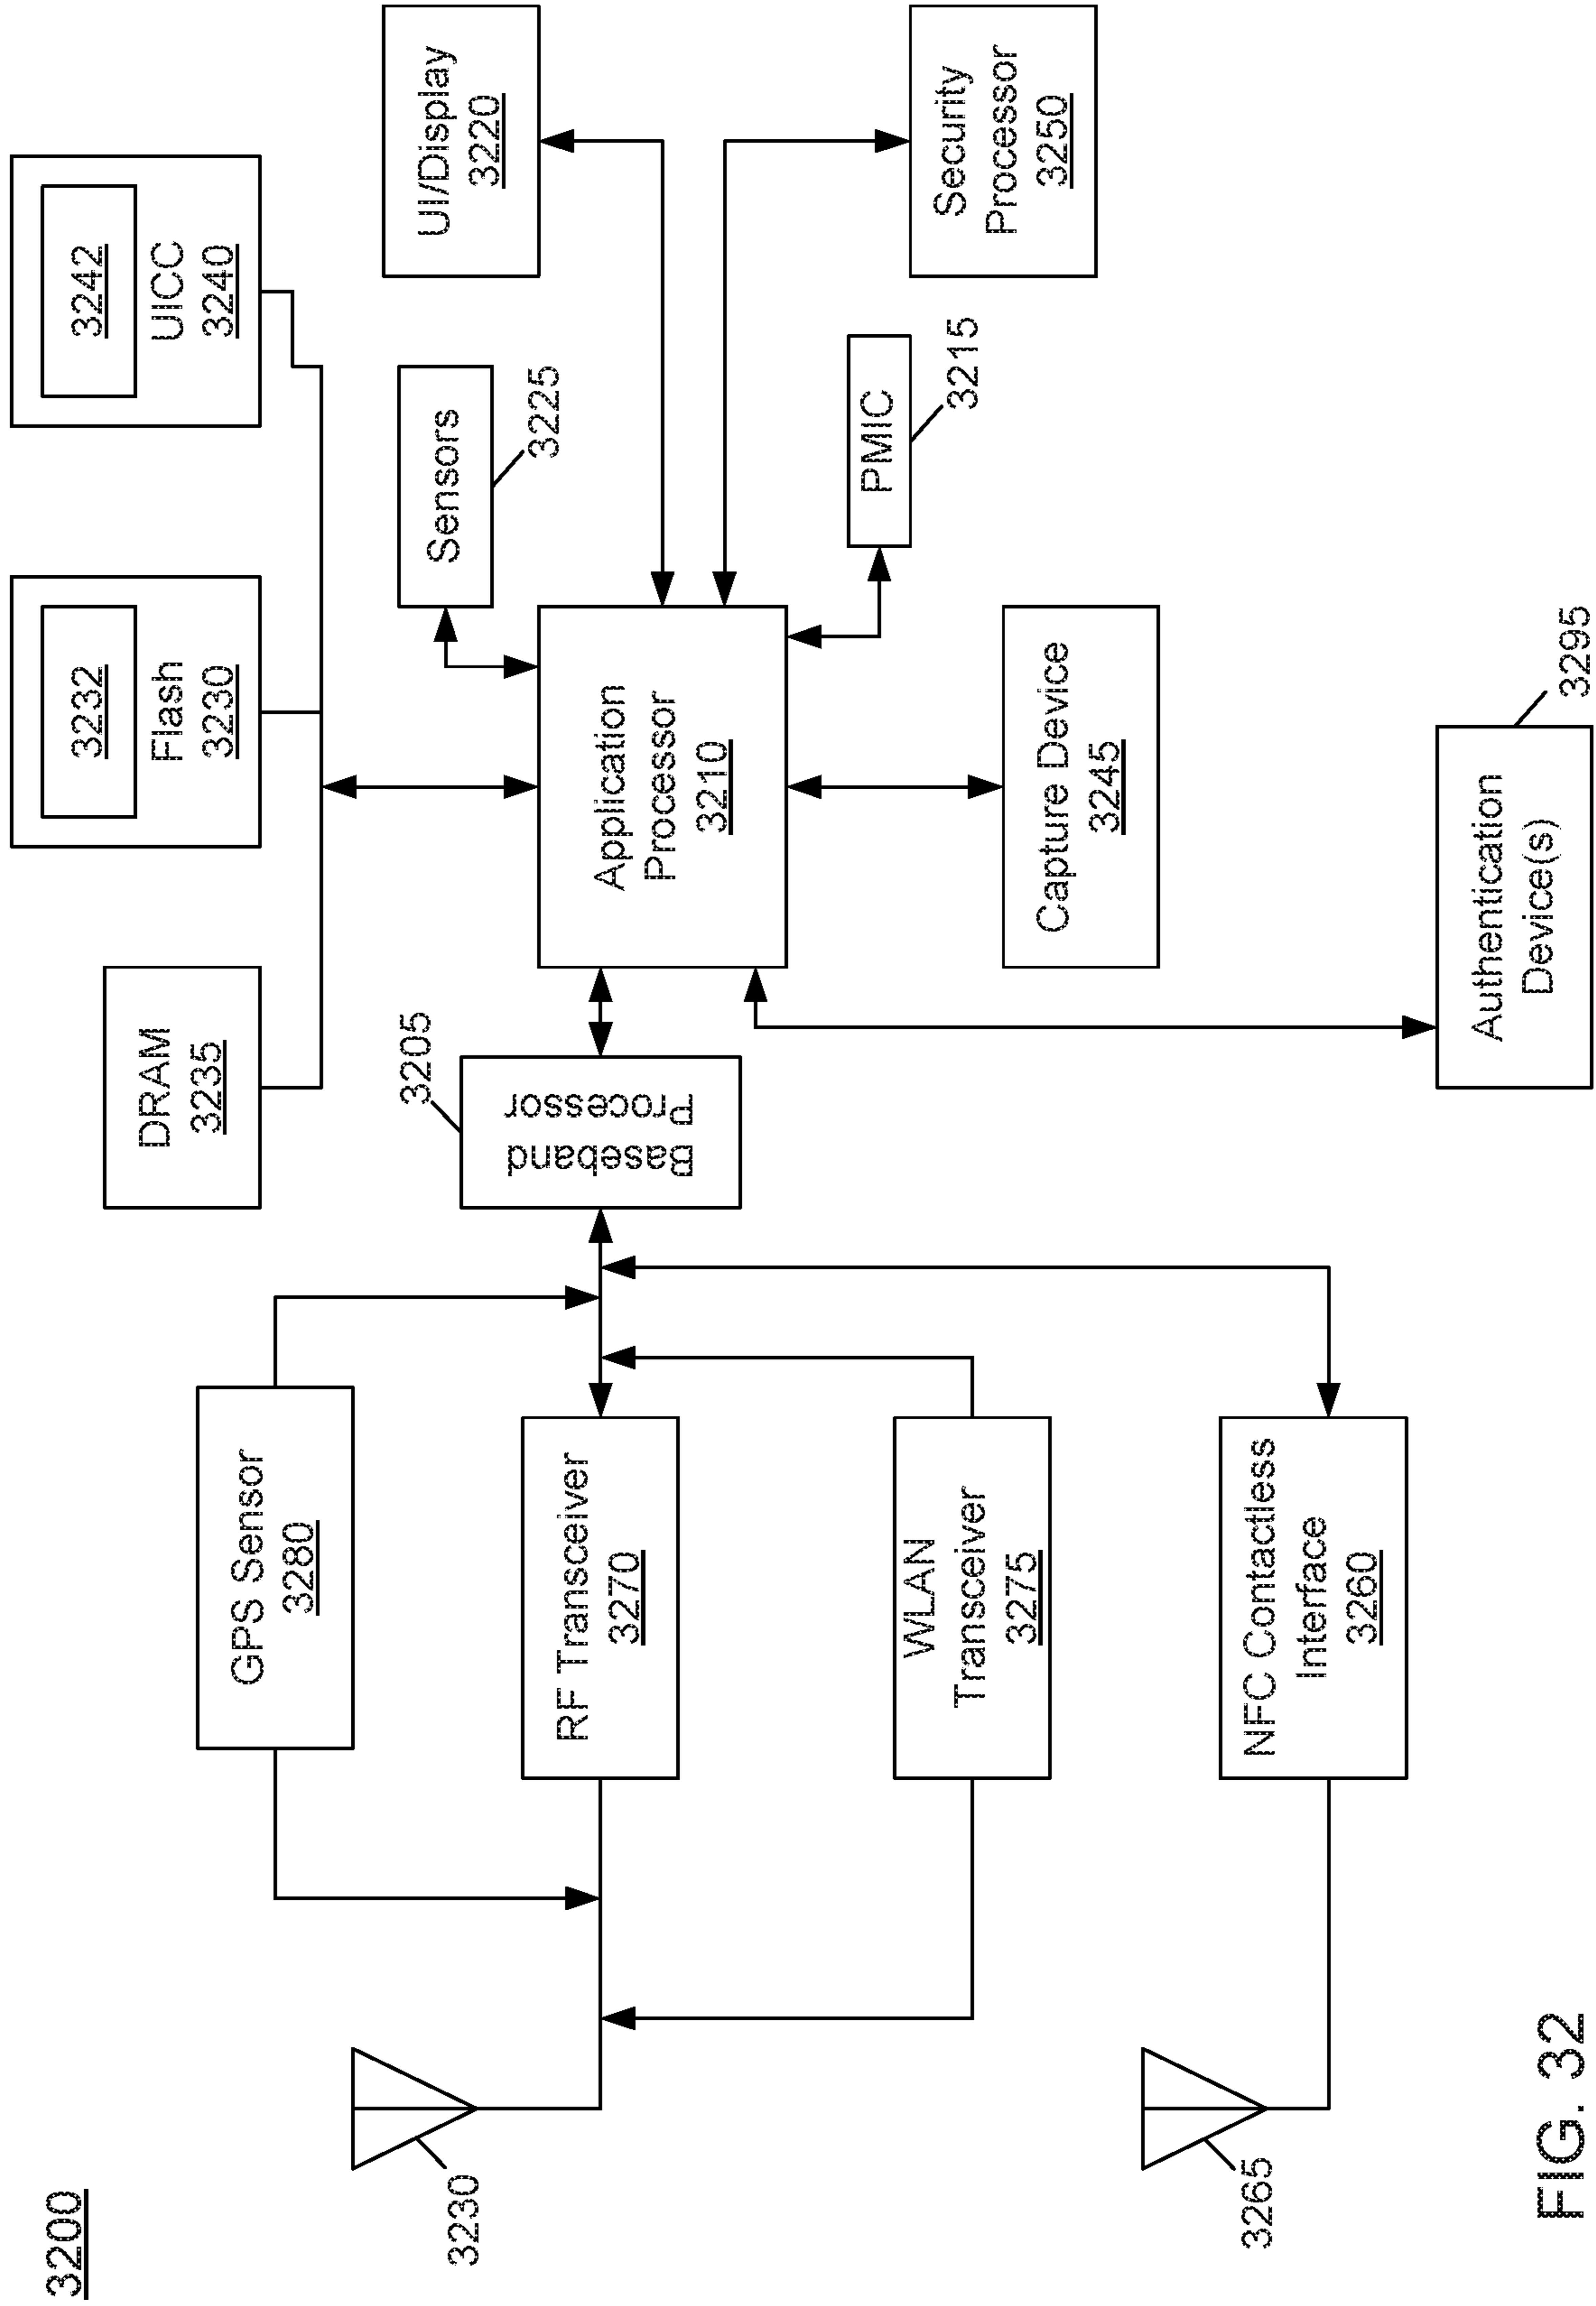 3200
DRAM
3235
3232
Flash
3230
3242
UICC
3240
Sensors
3225
UI/Display
3220
GPS Sensor
3280
3230
RF Transceiver
3270
3205
Baseband
Processor
Application
Processor
3210
PMIC
3215
Security
Processor
3250
WLAN
Transceiver
3275
Capture Device
3245
3265
NFC Contactless
Interface
3260
Authentication
Device(s)
3295
FIG. 32